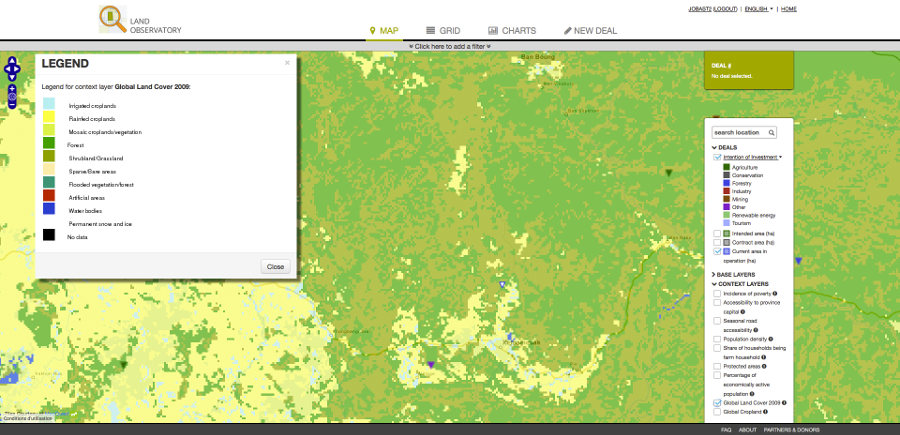 LAND
OBSERVATORY
JOBAST2 (LOGOUT) | ENGLISH | HOME
MAP
GRID
CHARTS
NEW DEAL
Click here to add a filter
LEGEND
×
Legend for context layer Global Land Cover 2009:
Irrigated croplands
Rainfed croplands
Mosaic croplands/vegetation
Forest
Shrubland/Grassland
Sparse/Bare areas
Flooded vegetation/forest
Artificial areas
Water bodies
Permanent snow and ice
No data
Close
Ban Boung
DEAL #
No deal selected.
search location
DEALS
Intention of Investment
Agriculture
Conservation
Forestry
Industry
Mining
Other
Renewable energy
Tourism
Intended area (ha)
Contract area (ha)
Current area in
operation (ha)
BASE LAYERS
CONTEXT LAYERS
Incidence of poverty
Accessibility to province
capital
Seasonal road
accessibility
Population density
Share of households being
farm household
Protected areas
Percentage of
economically active
population
Global Land Cover 2009
Global Cropland
Conditions d'utilisation
FAQ ABOUT PARTNERS & DONORS